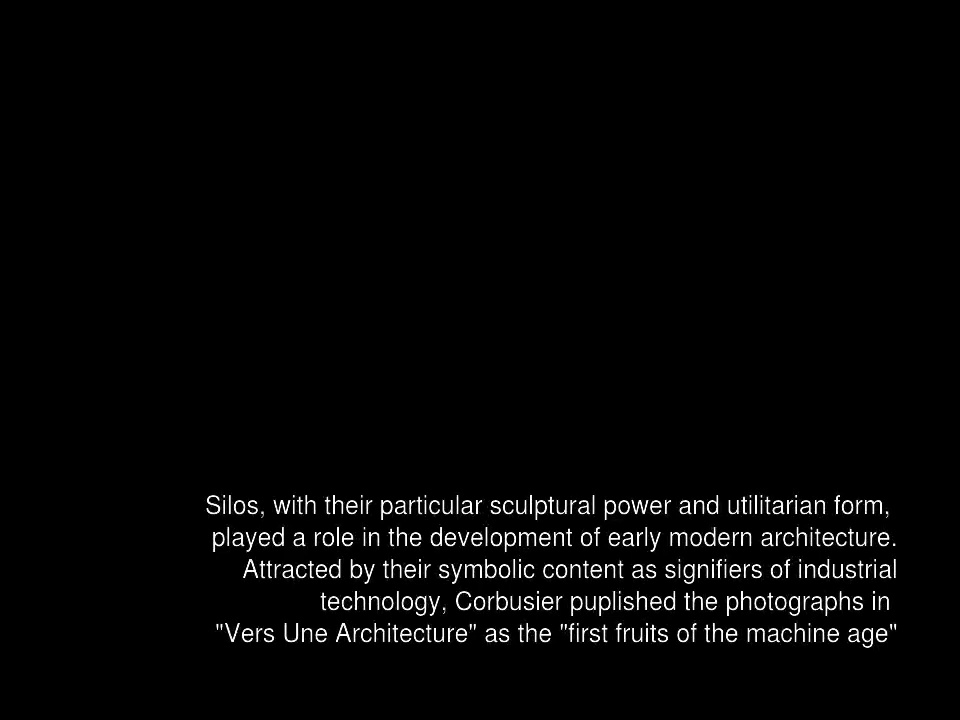 Silos, with their particular sculptural power and utilitarian form,
played a role in the development of early modern architecture.
Attracted by their symbolic content as signifiers of industrial
technology, Corbusier puplished the photographs in
"Vers Une Architecture" as the "first fruits of the machine age"